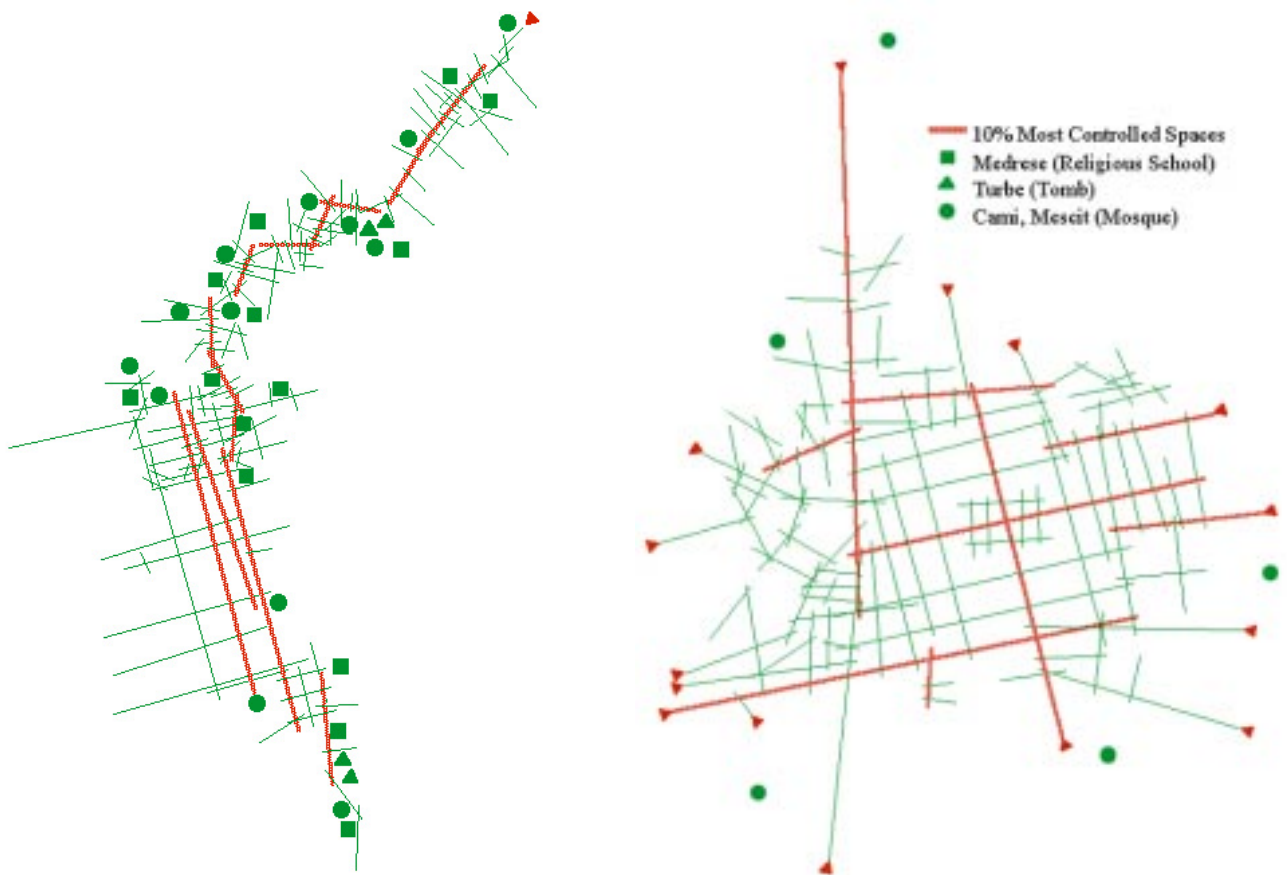 10% Most Controlled Spaces
Medrese (Religious School)
Turbe (Tomb)
Cami, Mescit (Mosque)